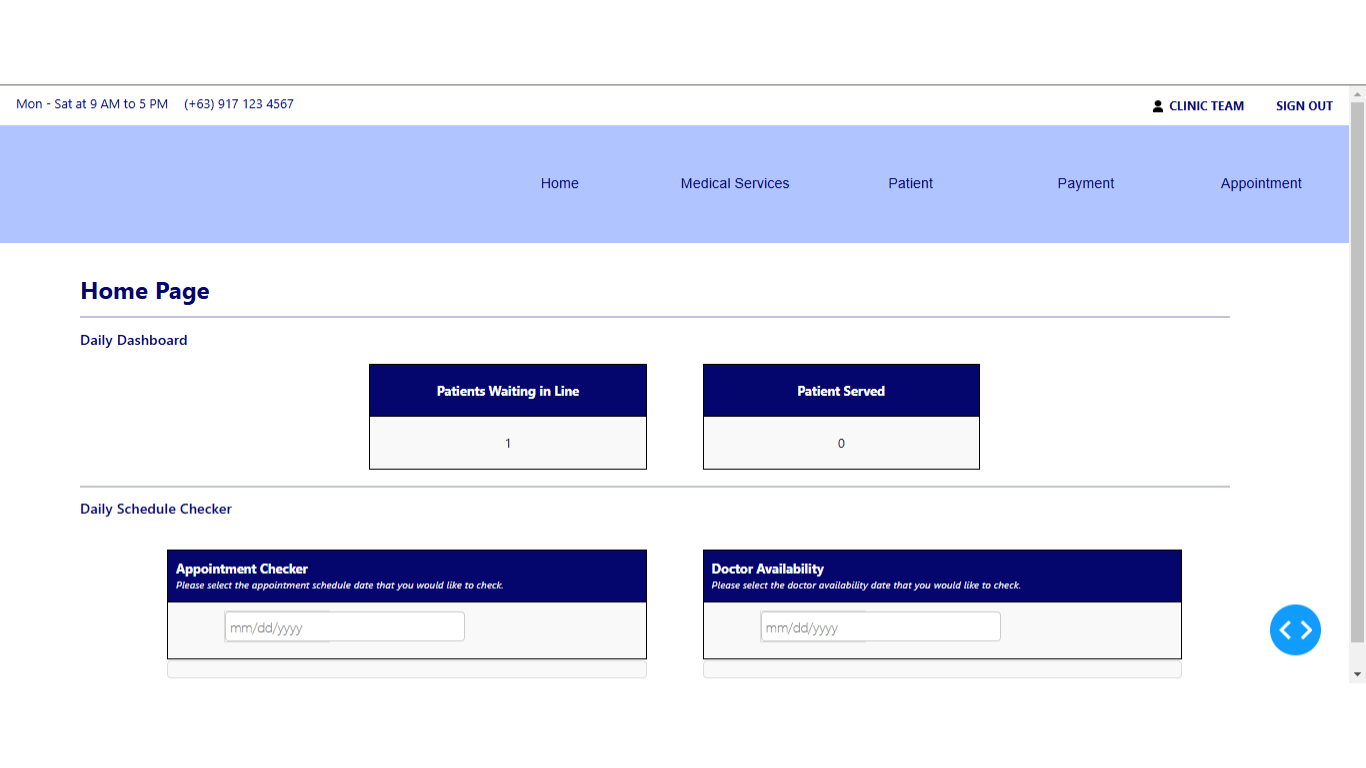 Mon - Sat at 9 AM to 5 PM (+63) 917 123 4567 CLINIC TEAM SIGN OUT
Home Medical Services Patient Payment Appointment
Home Page
Daily Dashboard
Patients Waiting in Line Patient Served
1 0
Daily Schedule Checker
Appointment Checker
Please select the appointment schedule date that you would like to check.
mm/dd/yyyy
Doctor Availability
Please select the doctor availability date that you would like to check.
mm/dd/yyyy